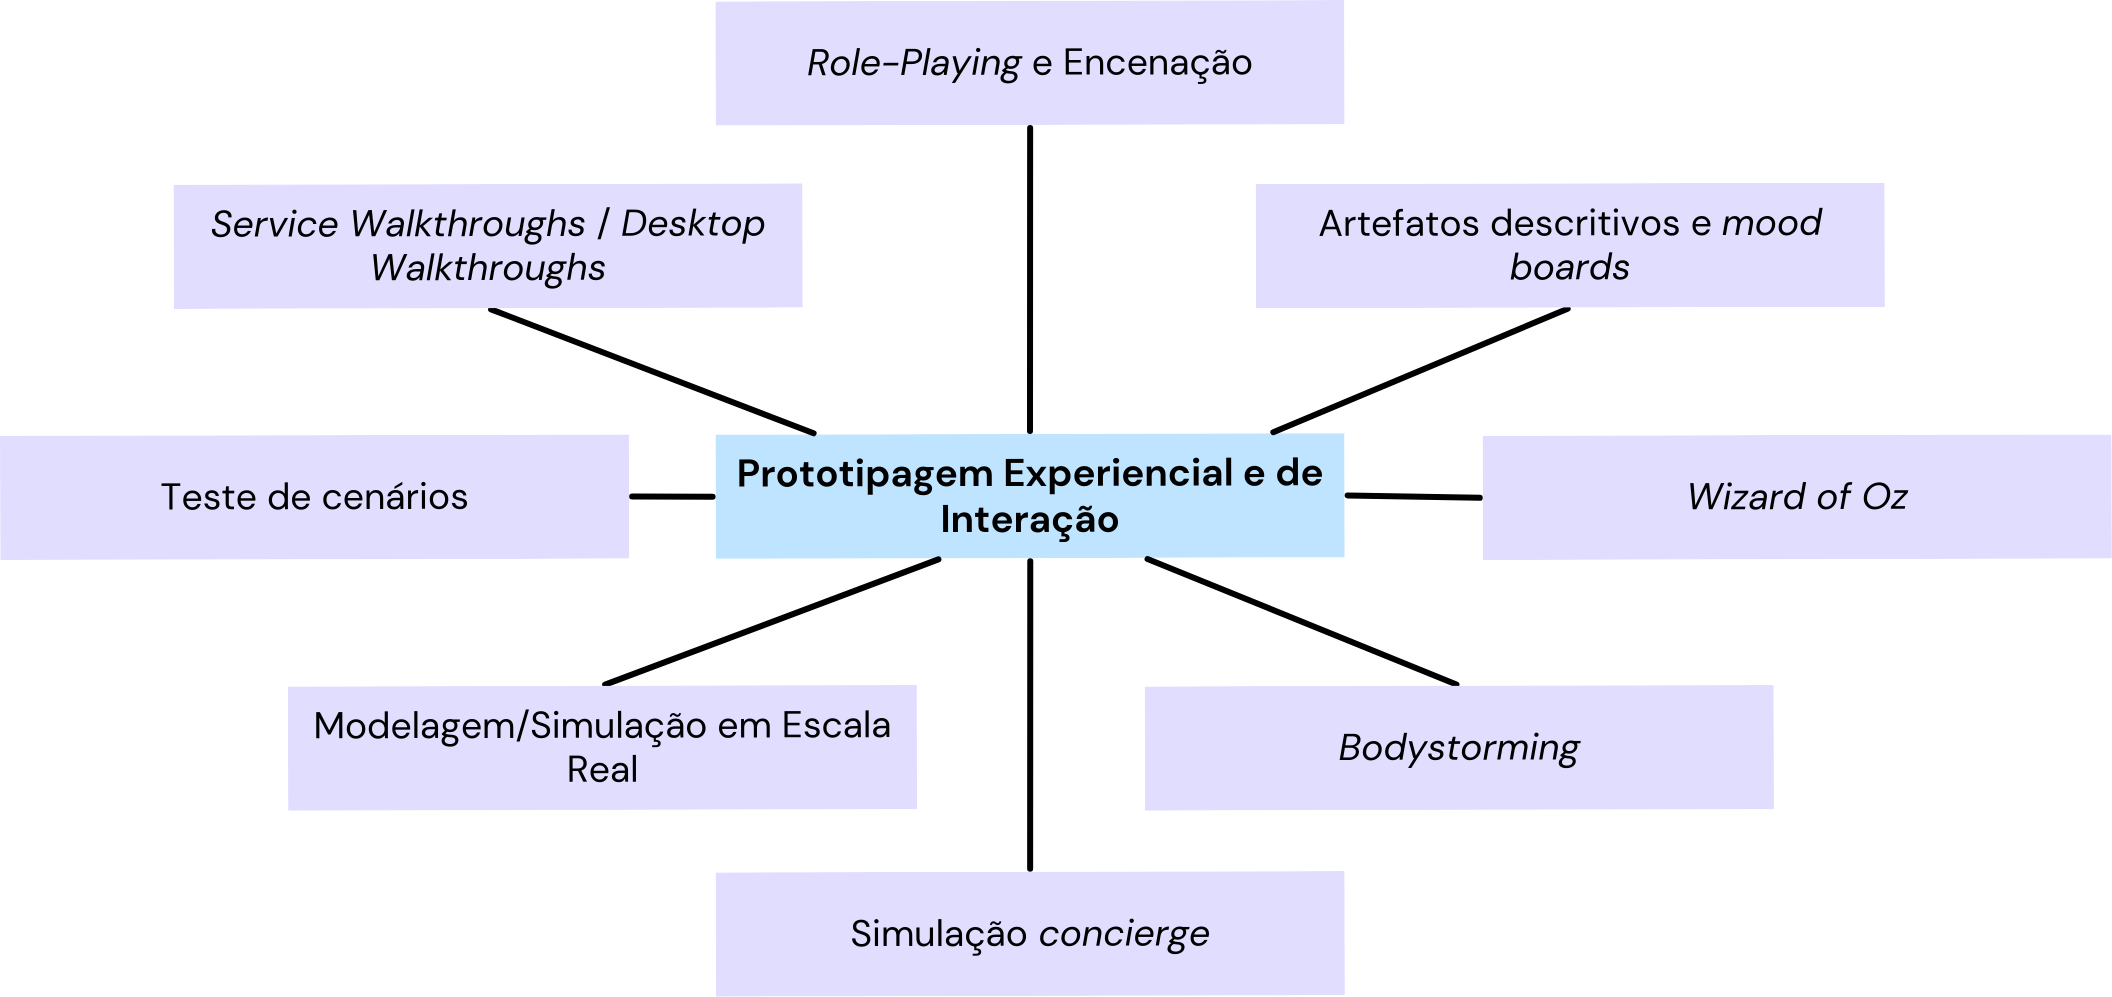 Role-Playing e Encenação
Service Walkthroughs / Desktop
Walkthroughs
Artefatos descritivos e mood
boards
Teste de cenários
Prototipagem Experiencial e de
Interação
Wizard of Oz
Modelagem/Simulação em Escala
Real
Bodystorming
Simulação concierge